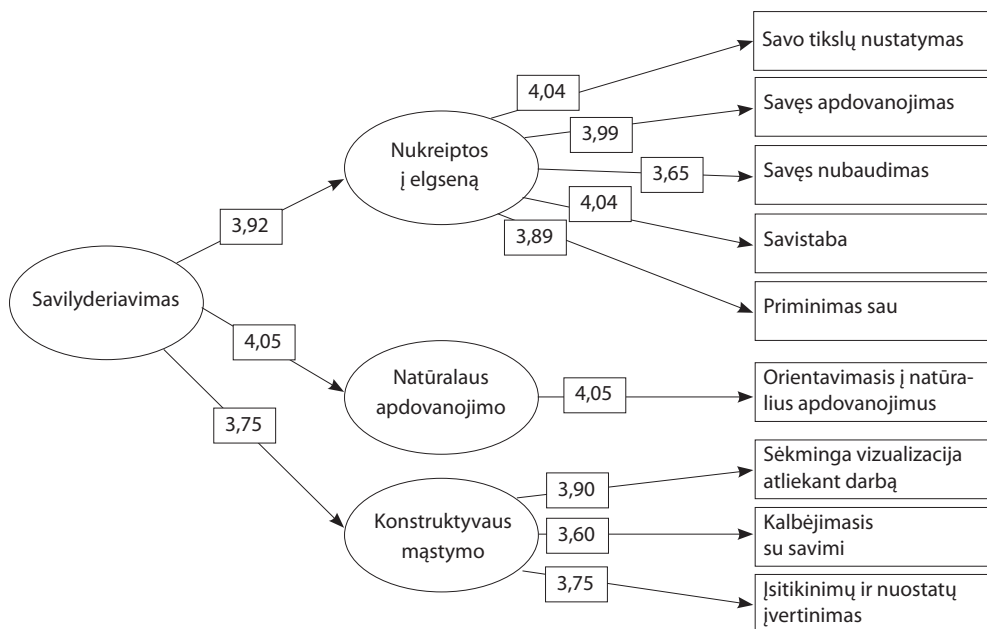 Savo tikslų nustatymas
4,04
Savęs apdovanojimas
3,99
Nukreiptos
į elgseną
3,65
Savęs nubaudimas
4,04
3,92
3,89
Savistaba
Savilyderiavimas
Priminimas sau
4,05
Natūralaus
apdovanojimo
4,05
Orientavimasis į natūra-
lius apdovanojimus
3,75
Sėkminga vizualizacija
atliekant darbą
3,90
Konstruktyvaus
mąstymo
3,60
Kalbėjimasis
su savimi
3,75
Įsitikinimų ir nuostatų
įvertinimas